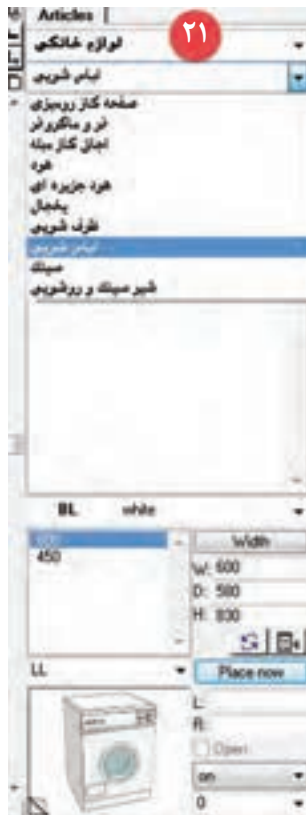 Articles
۲۱
لوازم خانگی
لباس شویی
صفحه گاز رومیزی
فر و ماکروفر
اجاق گاز مبله
هود
هود جزیره ای
یخچال
ظرف شویی
لباس شویی
سینک
شیر سینک و روشویی
BL white
600
450
Width
W: 600
D: 580
H: 830
LL
Place now
L:
R:
Open
on
0